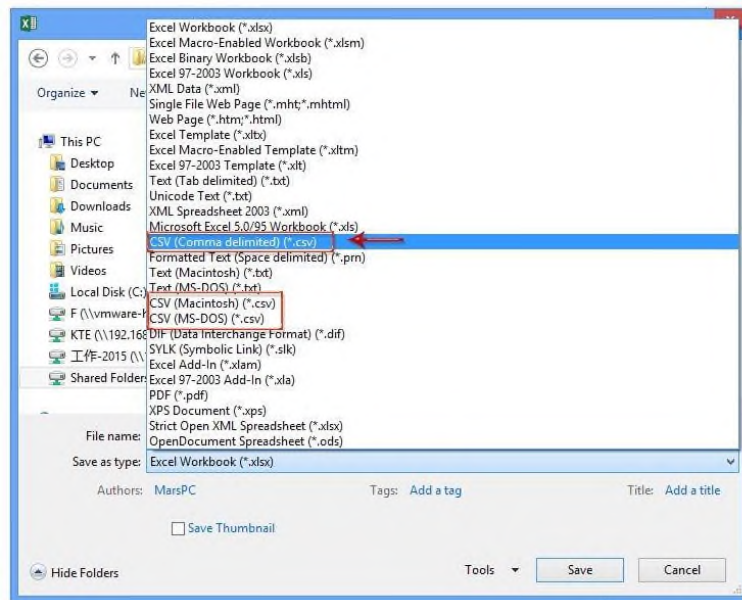 Excel Workbook (*.xlsx)
Excel Macro-Enabled Workbook (*.xlsm)
Excel Binary Workbook (*.xlsb)
Excel 97-2003 Workbook (*.xls)
XML Data (*.xml)
Single File Web Page (*.mht;*.mhtml)
Web Page (*.htm;*.html)
Excel Template (*.xltx)
Excel Macro-Enabled Template (*.xltm)
Excel 97-2003 Template (*.xlt)
Text (Tab delimited) (*.txt)
Unicode Text (*.txt)
XML Spreadsheet 2003 (*.xml)
Microsoft Excel 5.0/95 Workbook (*.xls)
CSV (Comma delimited) (*.csv)
Formatted Text (Space delimited) (*.prn)
Text (Macintosh) (*.txt)
Text (MS-DOS) (*.txt)
CSV (Macintosh) (*.csv)
CSV (MS-DOS) (*.csv)
DIF (Data Interchange Format) (*.dif)
SYLK (Symbolic Link) (*.slk)
Excel Add-In (*.xlam)
Excel 97-2003 Add-In (*.xla)
PDF (*.pdf)
XPS Document (*.xps)
Strict Open XML Spreadsheet (*.xlsx)
OpenDocument Spreadsheet (*.ods)
Organize Ne
This PC
Desktop
Documents
Downloads
Music
Pictures
Videos
Local Disk (C:)
F (\\vmware-h
KTE (\\192.168
工作-2015 (\\
Shared Folders
File name:
Save as type: Excel Workbook (*.xlsx)
Authors: MarsPC Tags: Add a tag Title: Add a title
Save Thumbnail
Hide Folders Tools Save Cancel